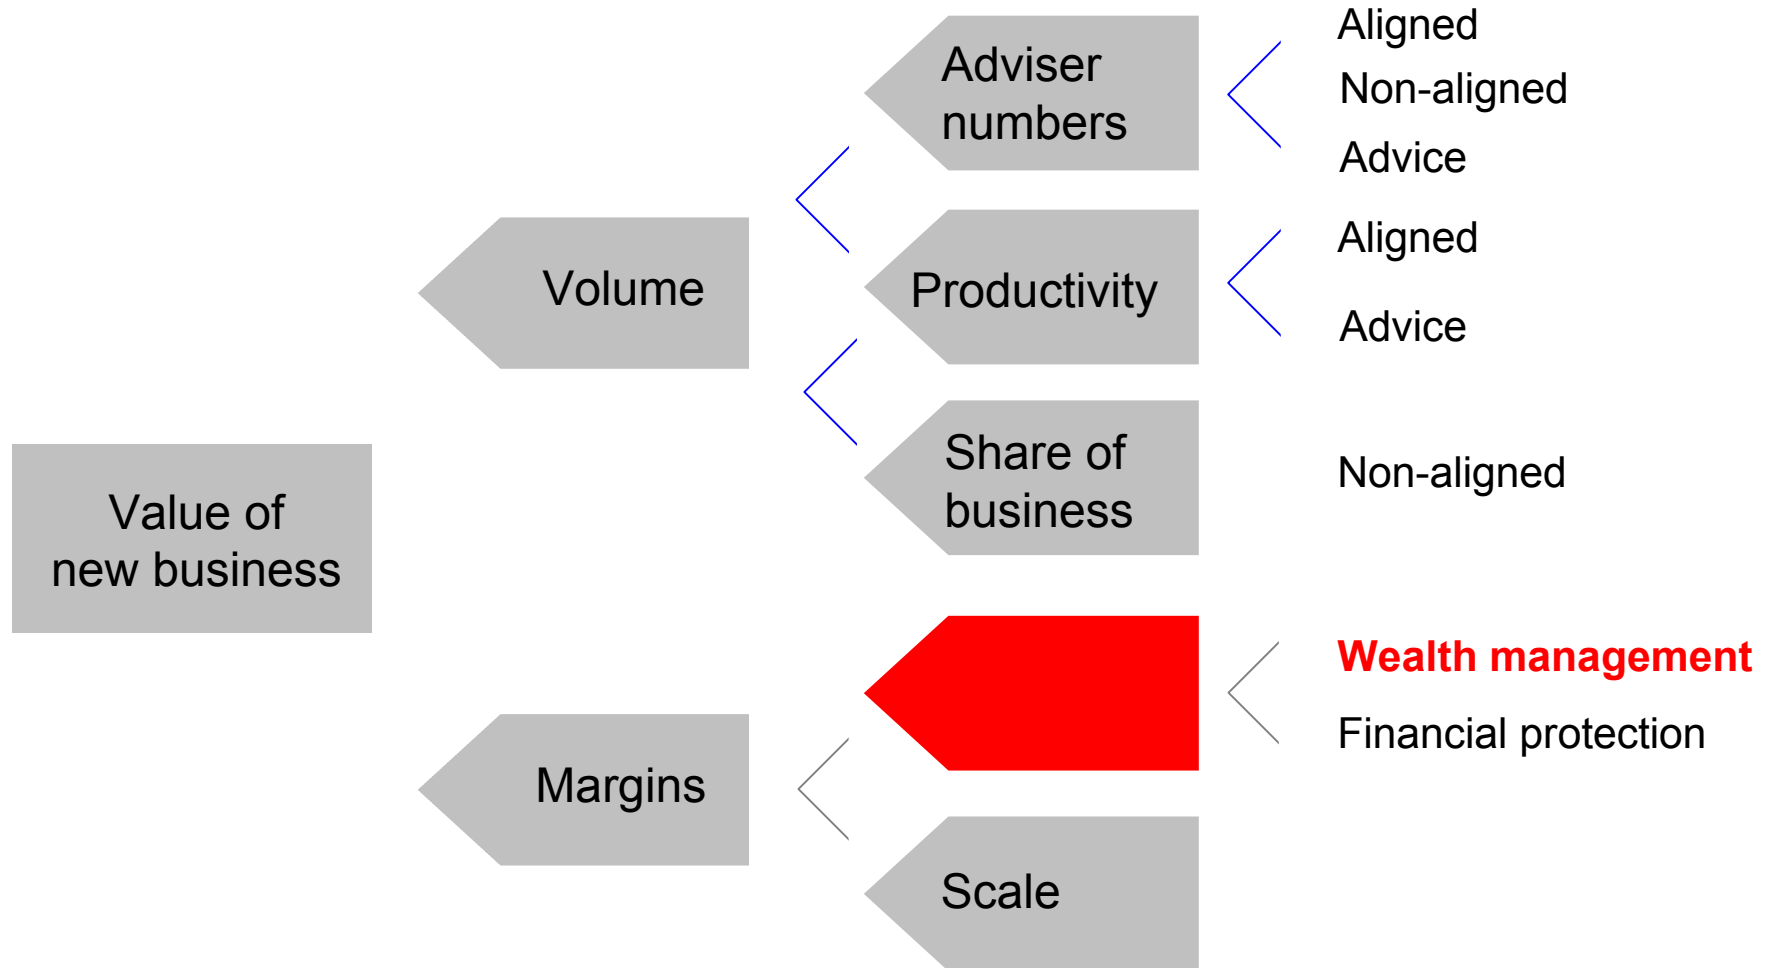 Value of
new business
Volume
Margins
Adviser
numbers
Productivity
Share of
business
Scale
Aligned
Non-aligned
Advice
Aligned
Advice
Non-aligned
Wealth management
Financial protection